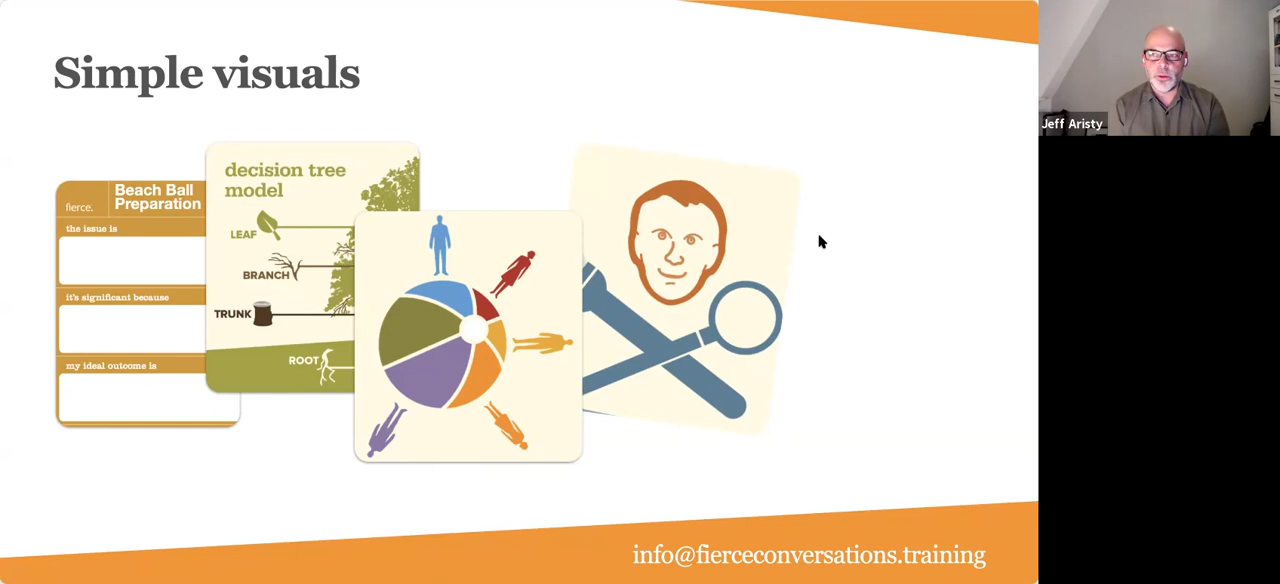 Simple visuals
fierce.
Beach Ball
Preparation
the issue is
it's significant because
my ideal outcome is
decision tree
model
LEAF
BRANCH
TRUNK
ROOT
info@fierceconversations.training
Jeff Aristy